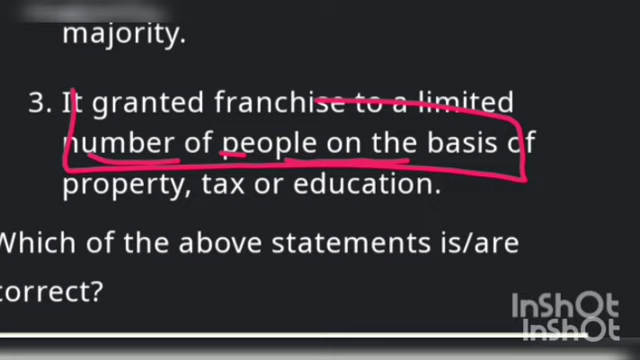 majority.
3. It granted franchise to a limited
number of people on the basis of
property, tax or education.
Which of the above statements is/are
correct?
InShOt
InShOt